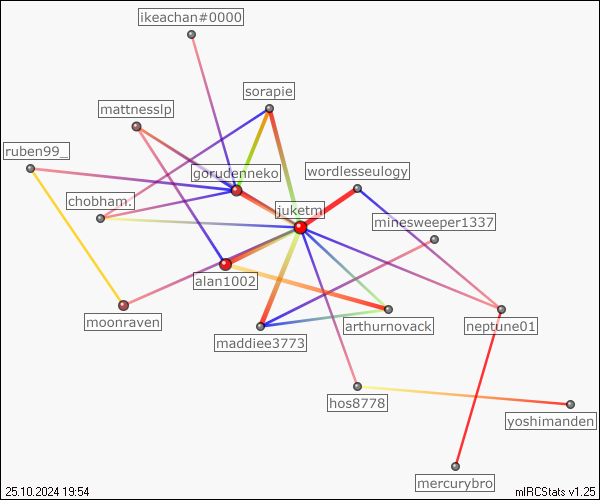 ikeachan#0000
sorapie
mattnesslp
ruben99_
gorudenneko
wordlesseulogy
chobham.
juketm
minesweeper1337
alan1002
moonraven
maddiee3773
arthurnovack
neptune01
hos8778
yoshimanden
mercurybro
25.10.2024 19:54
mIRCStats v1.25